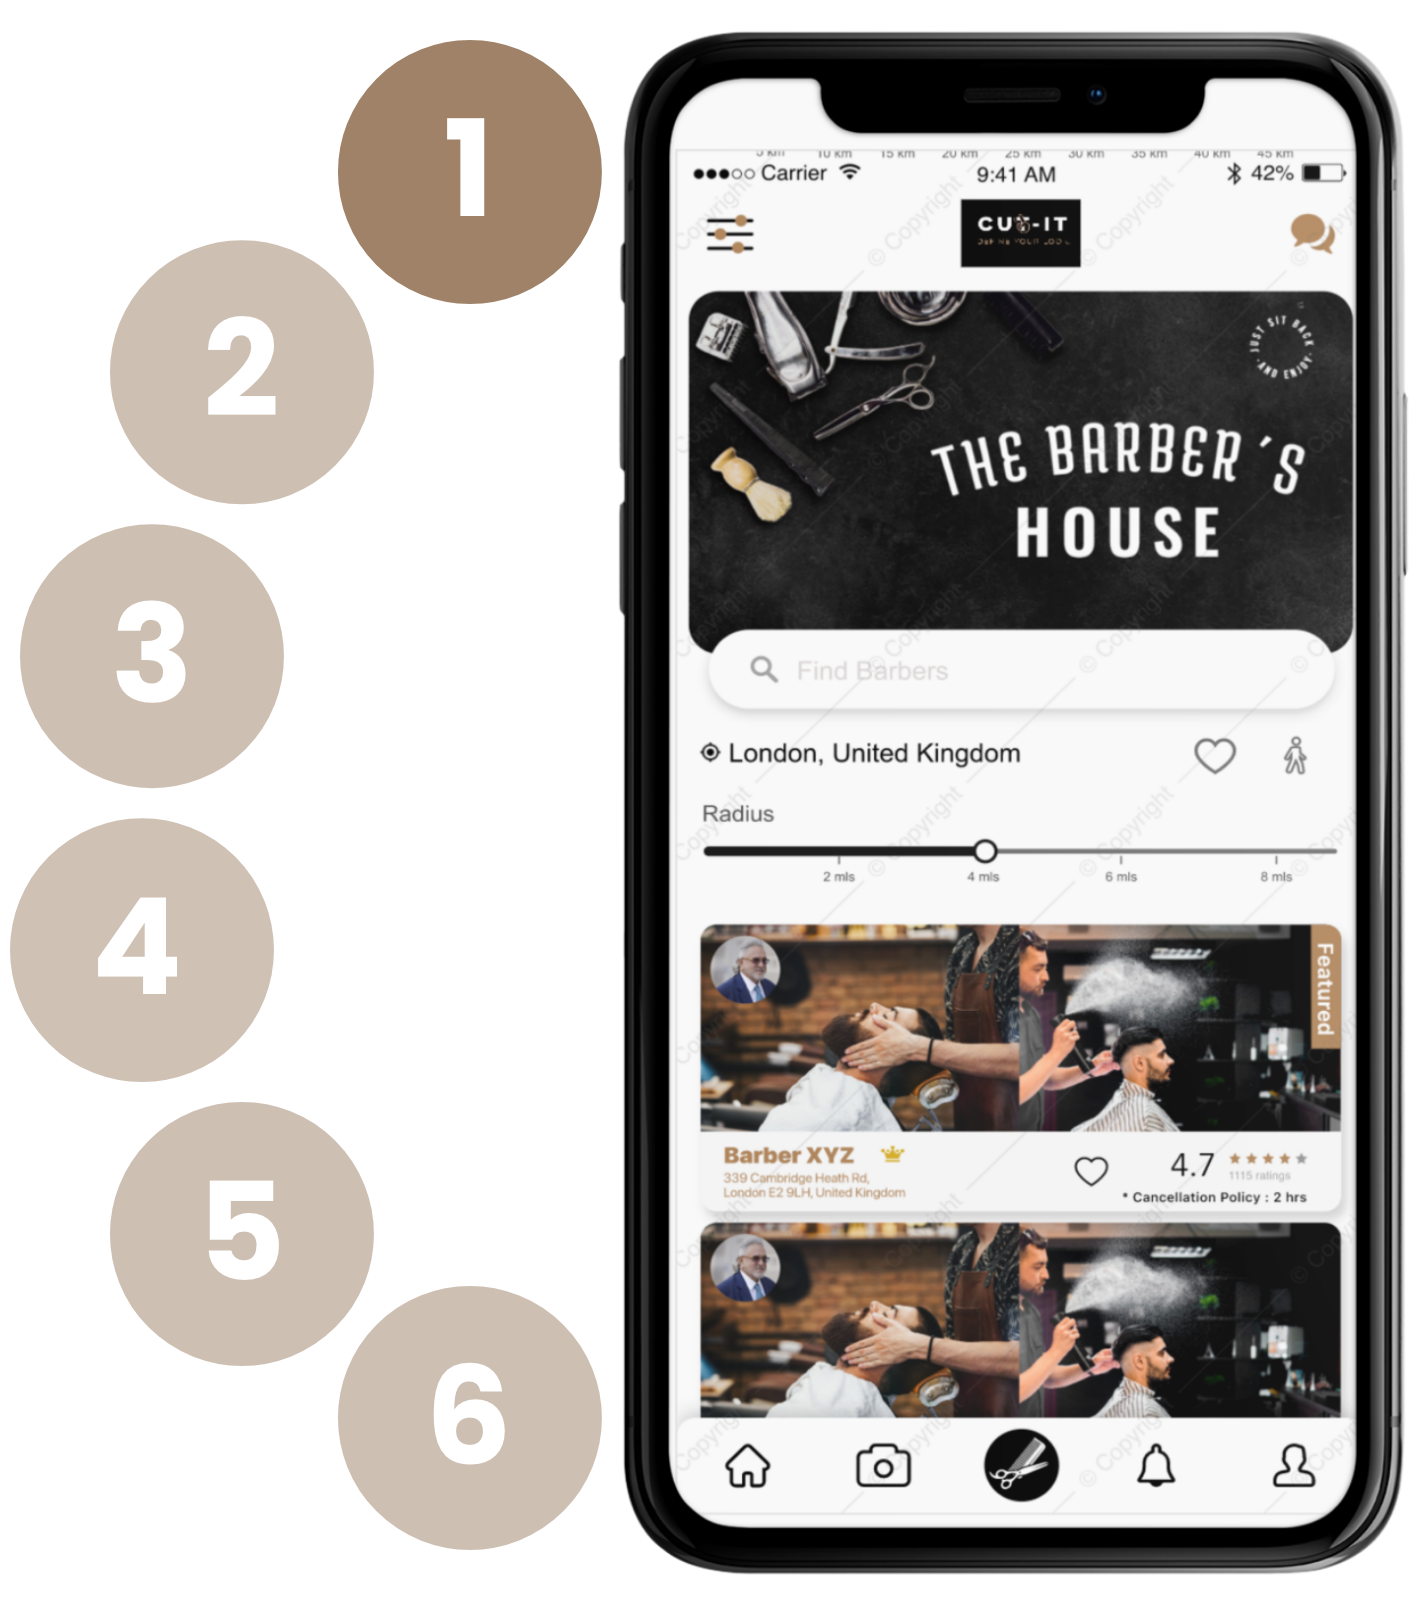 1
2
3
4
5
6
5 km 10 km 15 km 20 km 25 km 30 km 35 km 40 km 45 km
Carrier 9:41 AM 42%
CUT-IT
DEFINE YOUR LOOK
JUST SIT BACK
·AND ENJOY·
THE BARBER´S
HOUSE
Find Barbers
London, United Kingdom
Radius
2 mls 4 mls 6 mls 8 mls
Featured
Barber XYZ
339 Cambridge Heath Rd,
London E2 9LH, United Kingdom
4.7
1115 ratings
* Cancellation Policy : 2 hrs
© Copyright